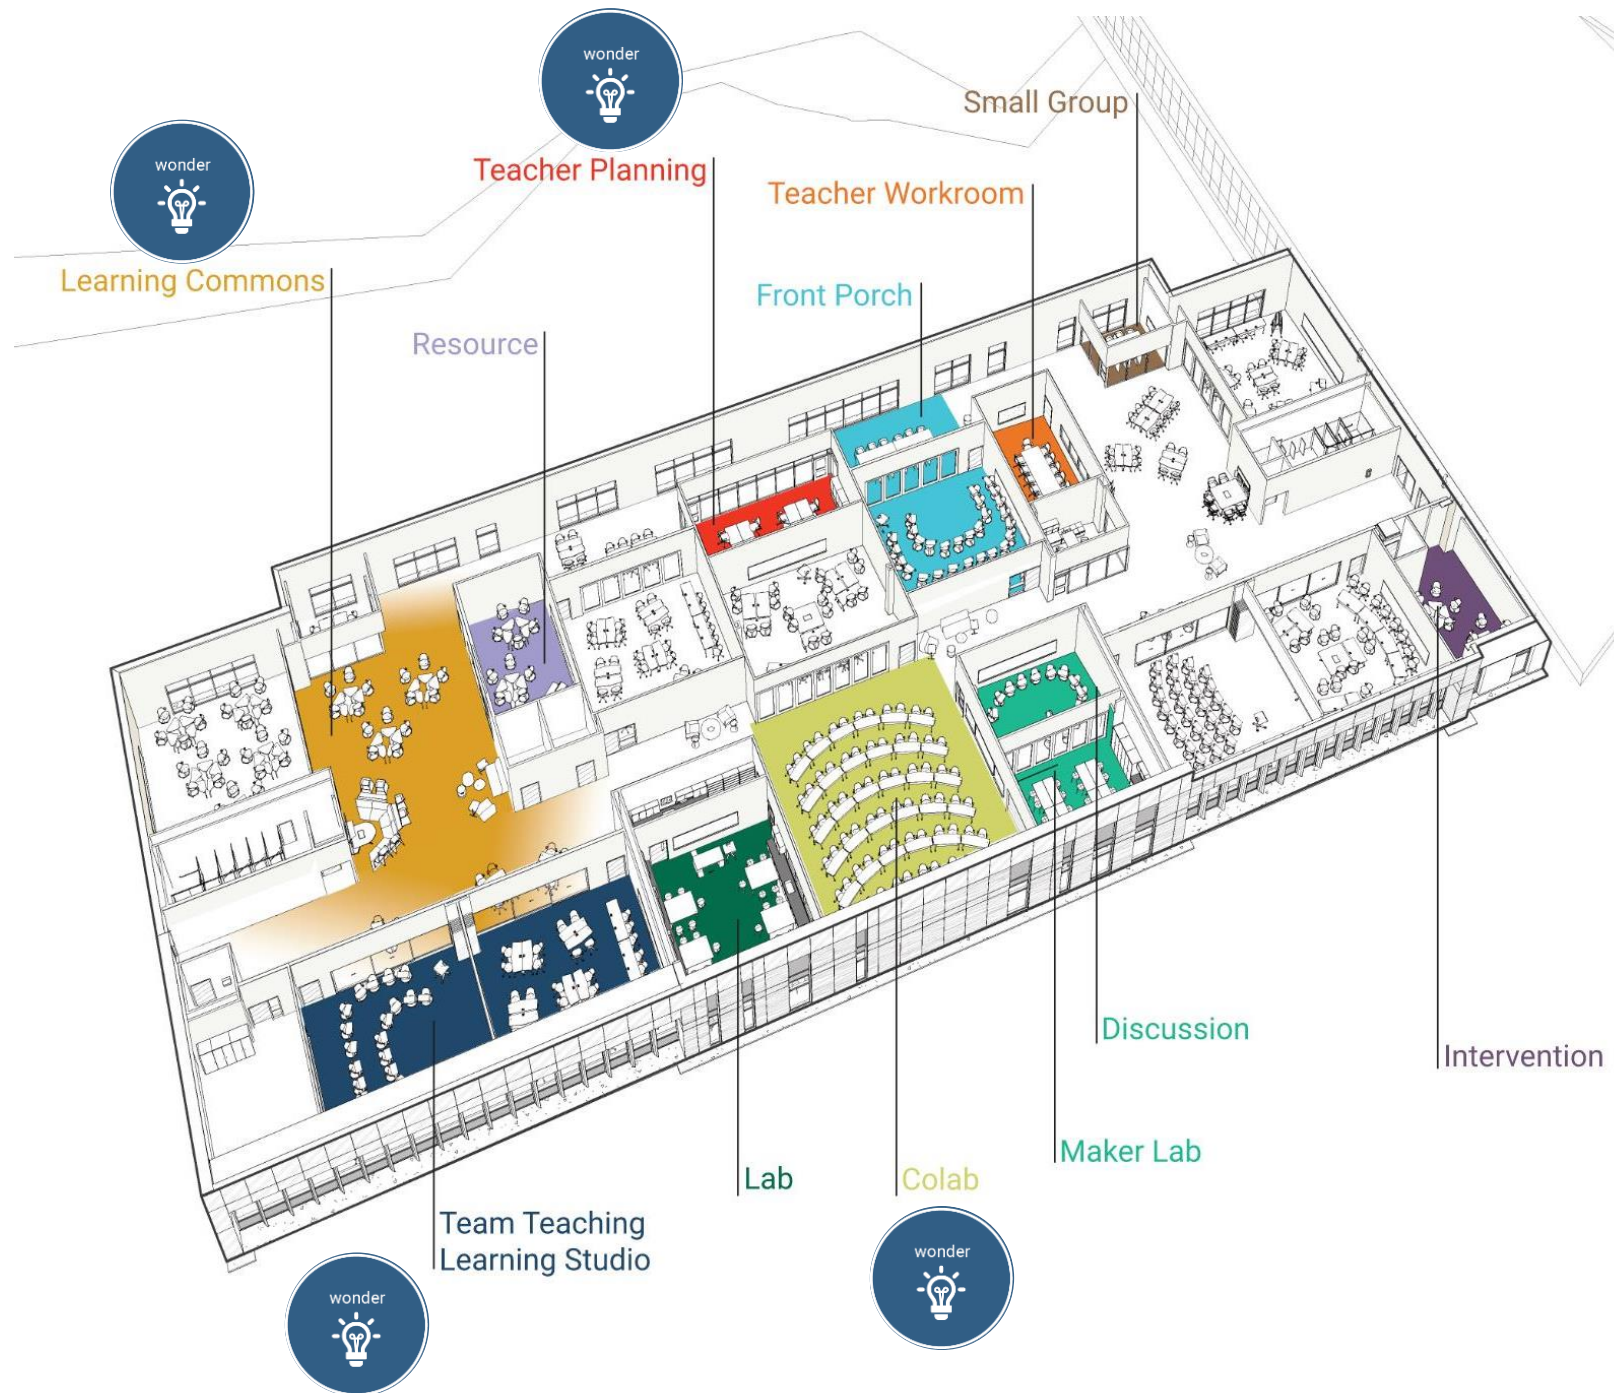 wonder
Small Group
wonder
Teacher Planning
Teacher Workroom
Learning Commons
Front Porch
Resource
Discussion
Intervention
Maker Lab
Lab
Colab
Team Teaching
Learning Studio
wonder
wonder